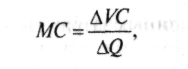 MC = ΔVC / ΔQ,